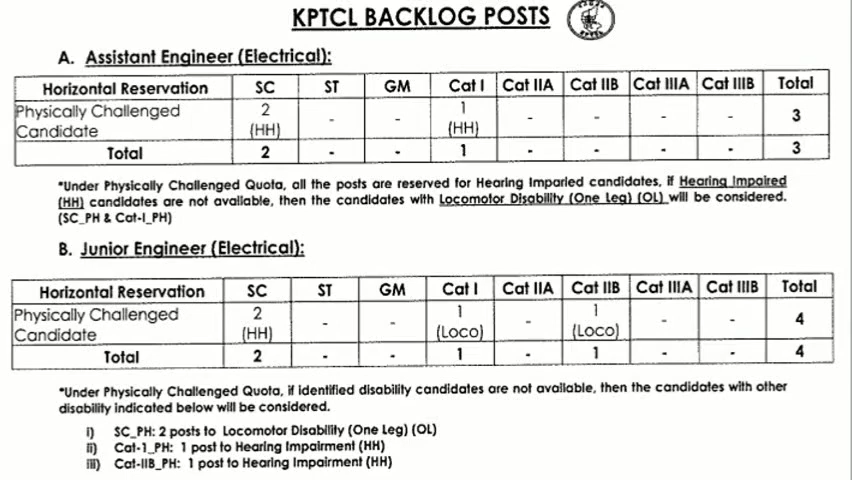 KPTCL BACKLOG POSTS
A. Assistant Engineer (Electrical):
Horizontal Reservation SC ST GM Cat I Cat IIA Cat IIB Cat IIIA Cat IIIB Total
Physically Challenged Candidate 2 (HH) - - 1 (HH) - - - - 3
Total 2 - - 1 - - - - 3
*Under Physically Challenged Quota, all the posts are reserved for Hearing Imparied candidates, if Hearing Impaired
(HH) candidates are not available, then the candidates with Locomotor Disability (One Leg) (OL) will be considered.
(SC_PH & Cat-I_PH)
B. Junior Engineer (Electrical):
Horizontal Reservation SC ST GM Cat I Cat IIA Cat IIB Cat IIIA Cat IIIB Total
Physically Challenged Candidate 2 (HH) - - 1 (Loco) - 1 (Loco) - - 4
Total 2 - - 1 - 1 - - 4
*Under Physically Challenged Quota, if identified disability candidates are not available, then the candidates with other
disability indicated below will be considered.
i) SC_PH: 2 posts to Locomotor Disability (One Leg) (OL)
ii) Cat-1_PH: 1 post to Hearing Impairment (HH)
iii) Cat-IIB_PH: 1 post to Hearing Impairment (HH)